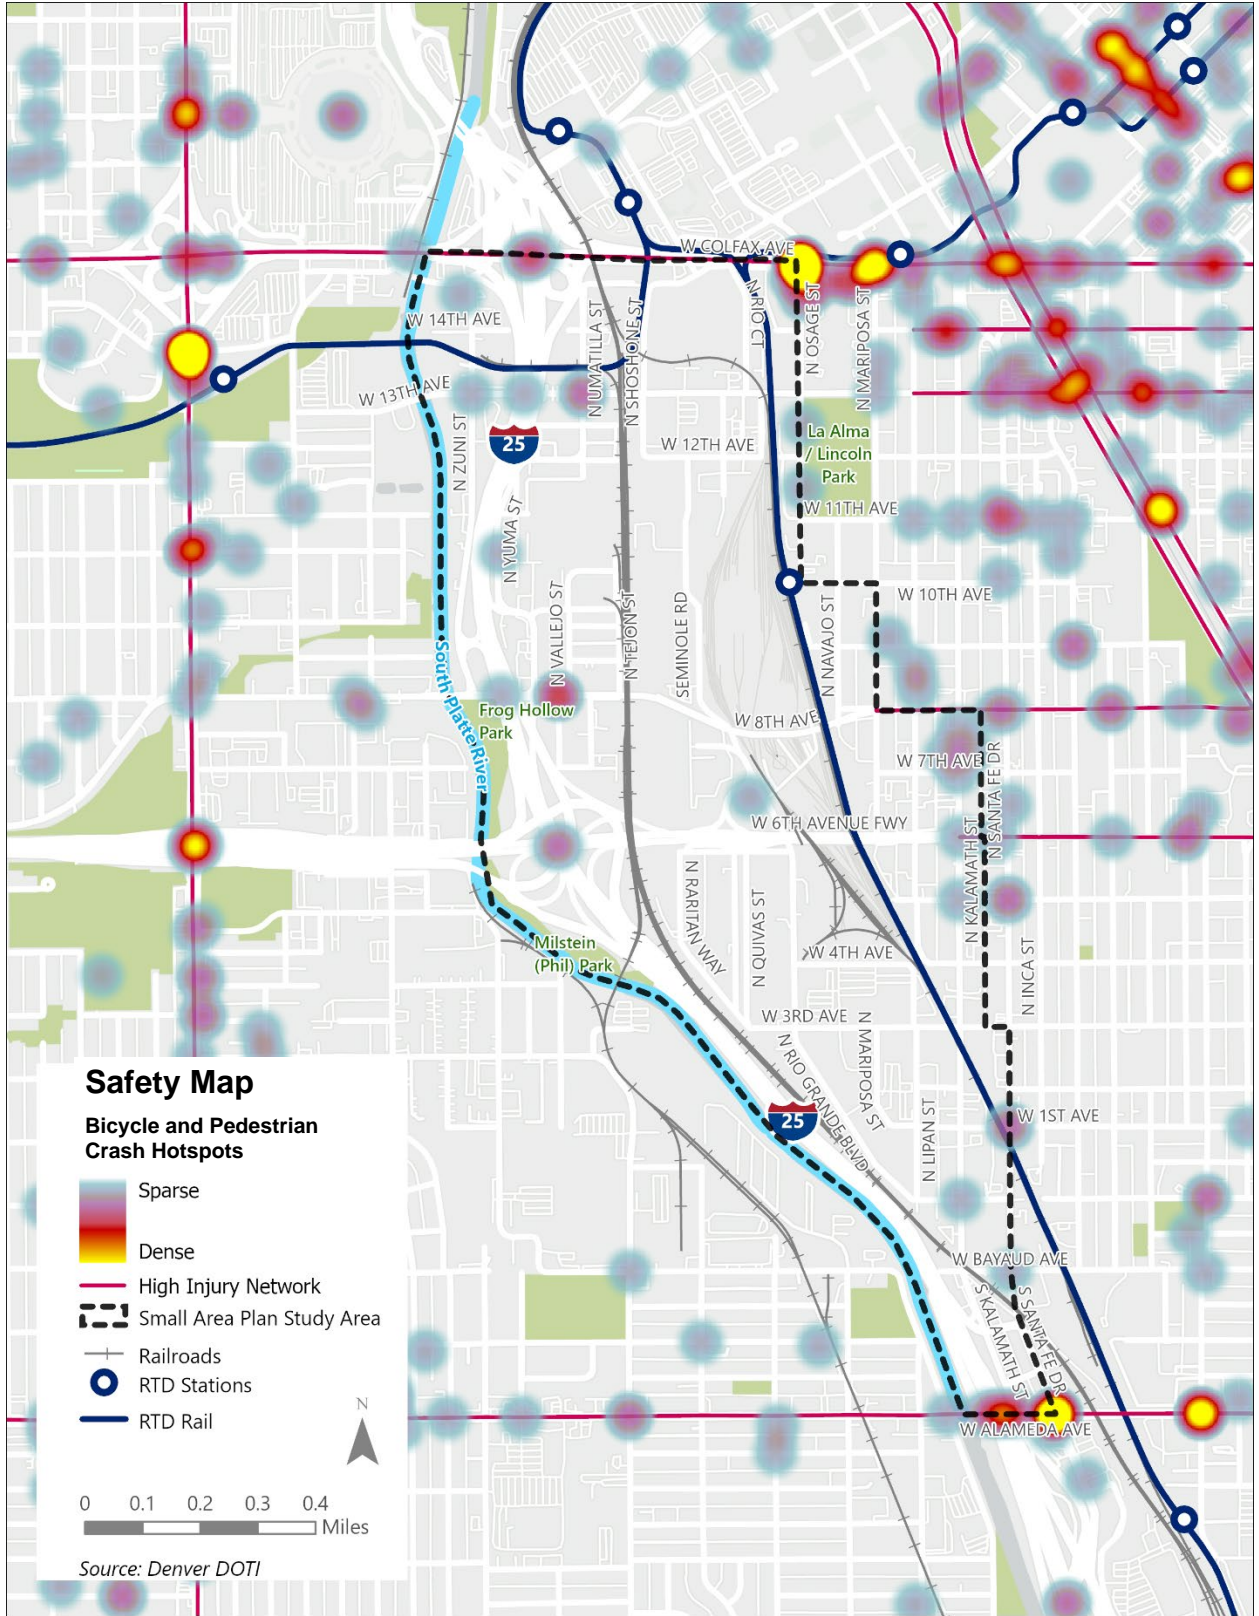 W COLFAX AVE
N RIO CT
N OSAGE ST
N MARIPOSA ST
W 14TH AVE
N UMATILLA ST
N SHOSHONE ST
W 13TH AVE
N ZUNI ST
25
W 12TH AVE
La Alma
/ Lincoln
Park
W 11TH AVE
N YUMA ST
N VALLEJO ST
N TEJON ST
SEMINOLE RD
N NAVAJO ST
W 10TH AVE
South Platte River
Frog Hollow
Park
W 8TH AVE
W 7TH AVE
N SANTA FE DR
W 6TH AVENUE FWY
N KALAMATH ST
N RARITAN WAY
N QUIVAS ST
Milstein
(Phil) Park
W 4TH AVE
N INCA ST
W 3RD AVE
N RIO GRANDE BLVD
N MARIPOSA ST
25
N LIPAN ST
W 1ST AVE
W BAYAUD AVE
S KALAMATH ST
S SANTA FE DR
W ALAMEDA AVE
Safety Map
Bicycle and Pedestrian
Crash Hotspots
Sparse
Dense
High Injury Network
Small Area Plan Study Area
Railroads
RTD Stations
RTD Rail
N
0 0.1 0.2 0.3 0.4
Miles
Source: Denver DOTI